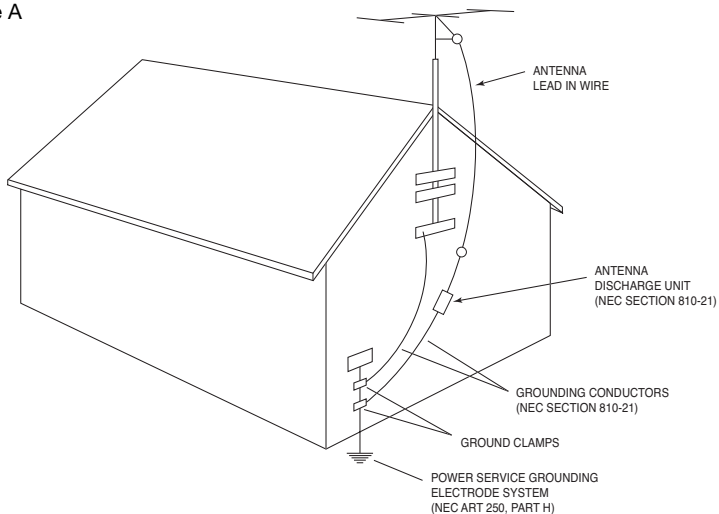 A
ANTENNA
LEAD IN WIRE
ANTENNA
DISCHARGE UNIT
(NEC SECTION 810-21)
GROUNDING CONDUCTORS
(NEC SECTION 810-21)
GROUND CLAMPS
POWER SERVICE GROUNDING
ELECTRODE SYSTEM
(NEC ART 250, PART H)